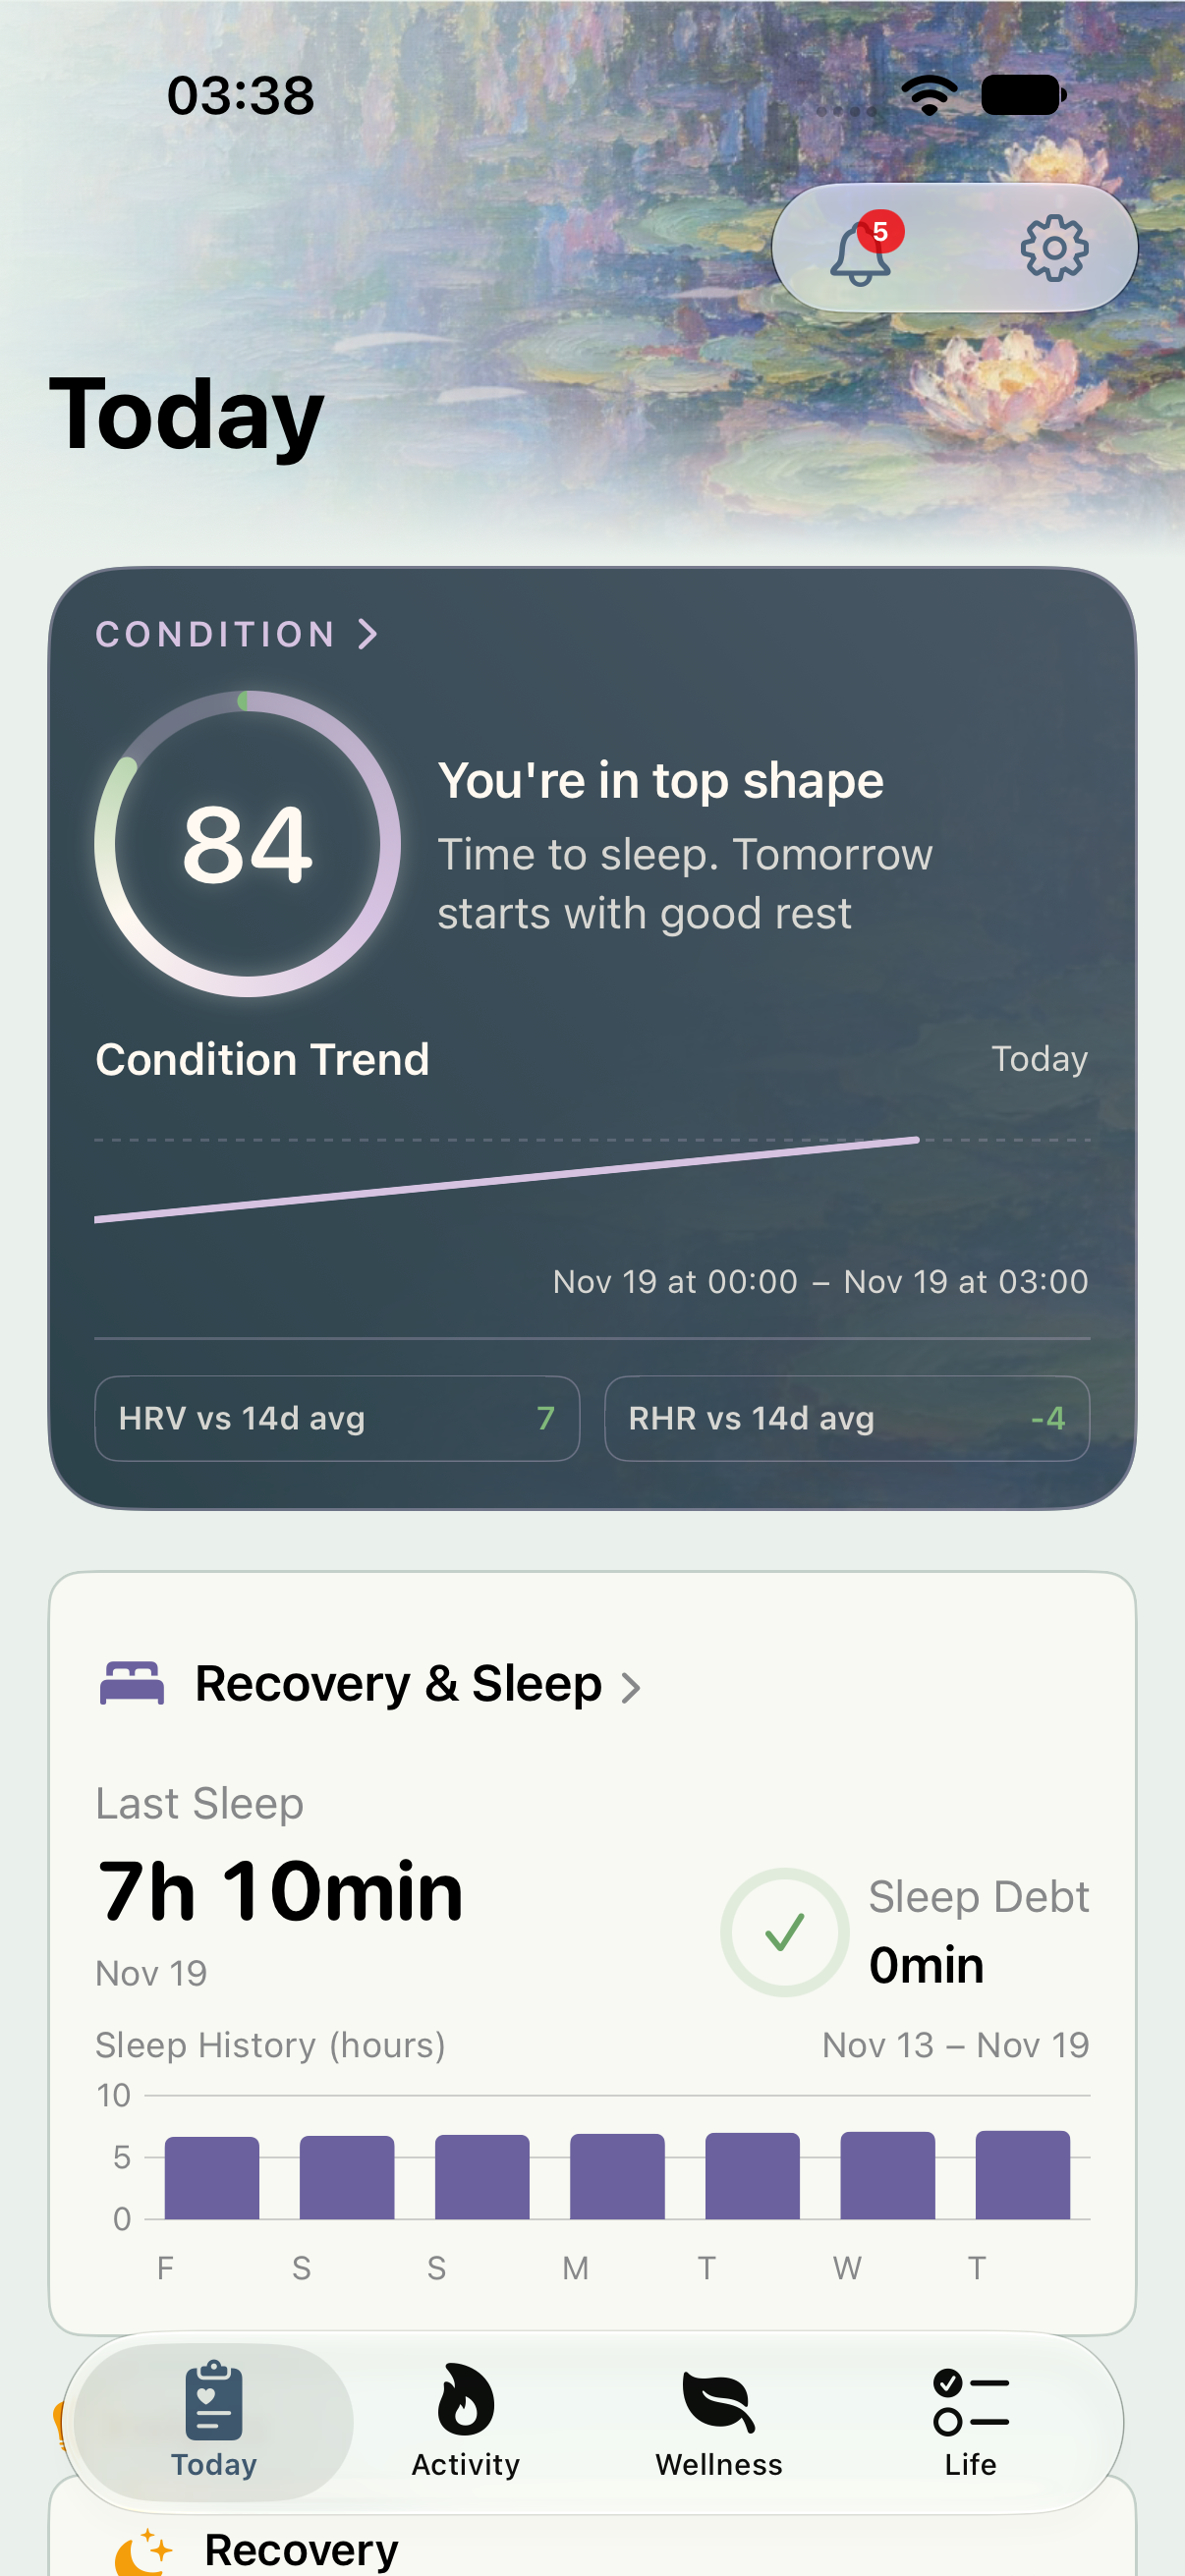 03:38
5
Today
CONDITION
84
You're in top shape
Time to sleep. Tomorrow
starts with good rest
Condition Trend
Today
Nov 19 at 00:00 – Nov 19 at 03:00
HRV vs 14d avg 7
RHR vs 14d avg -4
Recovery & Sleep
Last Sleep
7h 10min
Nov 19
Sleep Debt
0min
Sleep History (hours)
Nov 13 – Nov 19
10
5
0
F S S M T W T
Today Activity Wellness Life
Recovery